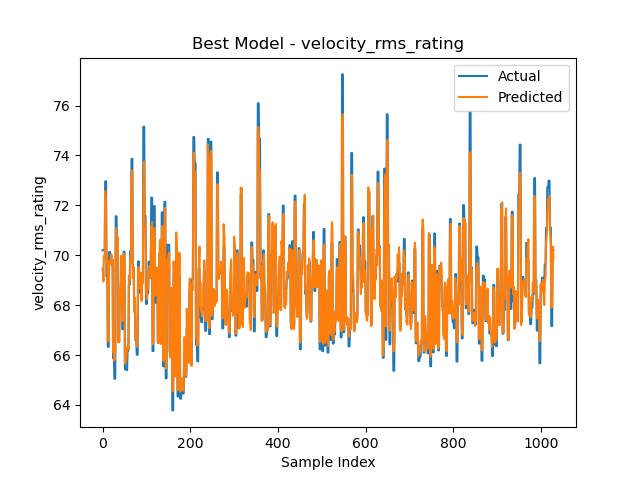 Best Model - velocity_rms_rating
Actual
Predicted
velocity_rms_rating
76
74
72
70
68
66
64
0 200 400 600 800 1000
Sample Index